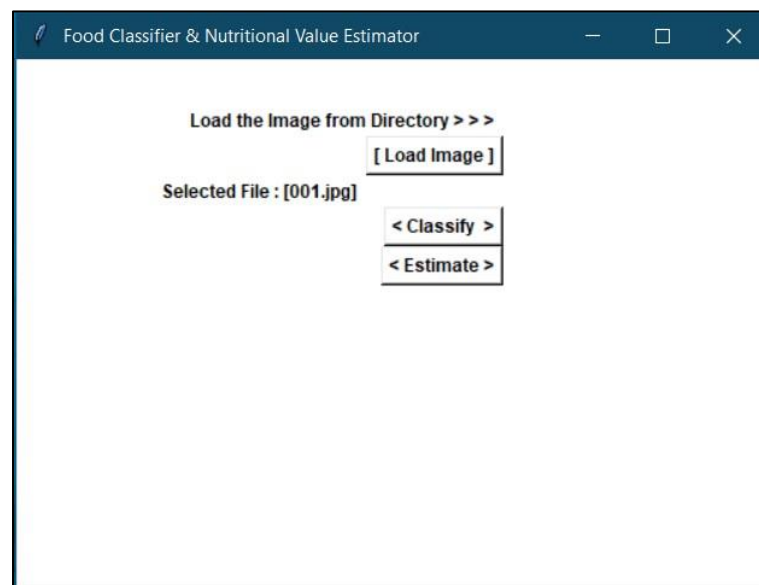 Food Classifier & Nutritional Value Estimator
Load the Image from Directory > > >
[ Load Image ]
Selected File : [001.jpg]
< Classify >
< Estimate >